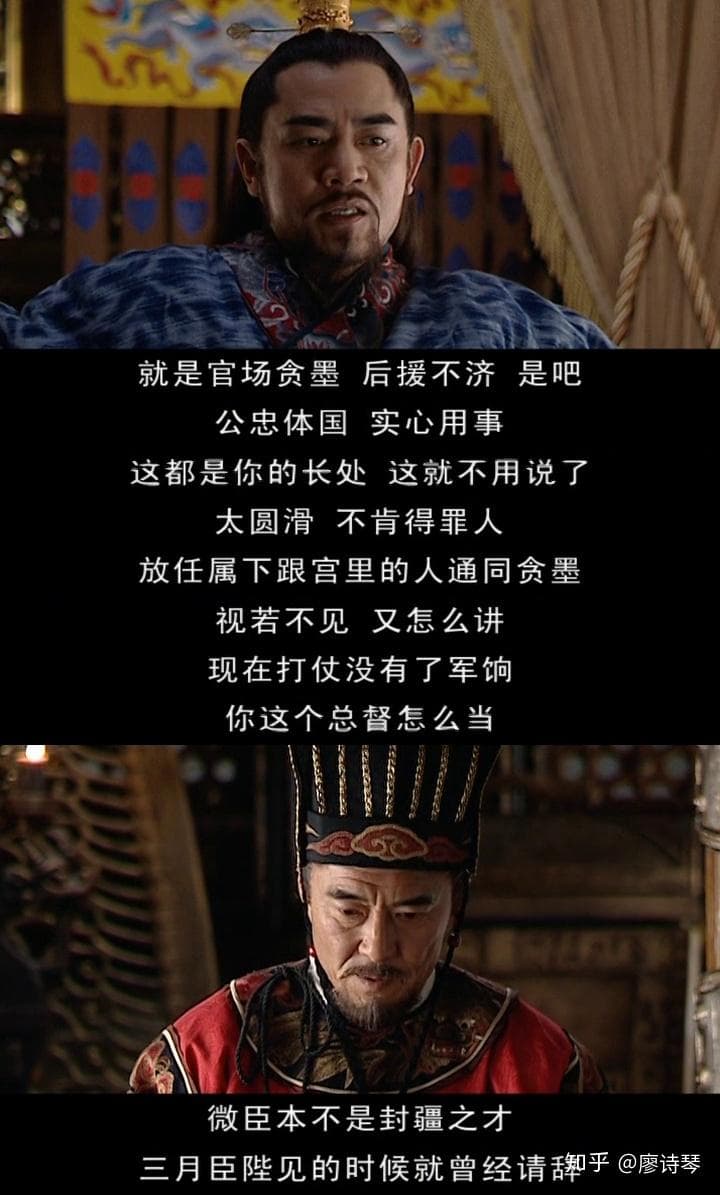 就是官场贪墨 后援不济 是吧
公忠体国 实心用事
这都是你的长处 这就不用说了
太圆滑 不肯得罪人
放任属下跟宫里的人通同贪墨
视若不见 又怎么讲
现在打仗没有了军饷
你这个总督怎么当
微臣本不是封疆之才
三月臣陛见的时候就曾经请辞
知乎 @廖诗琴